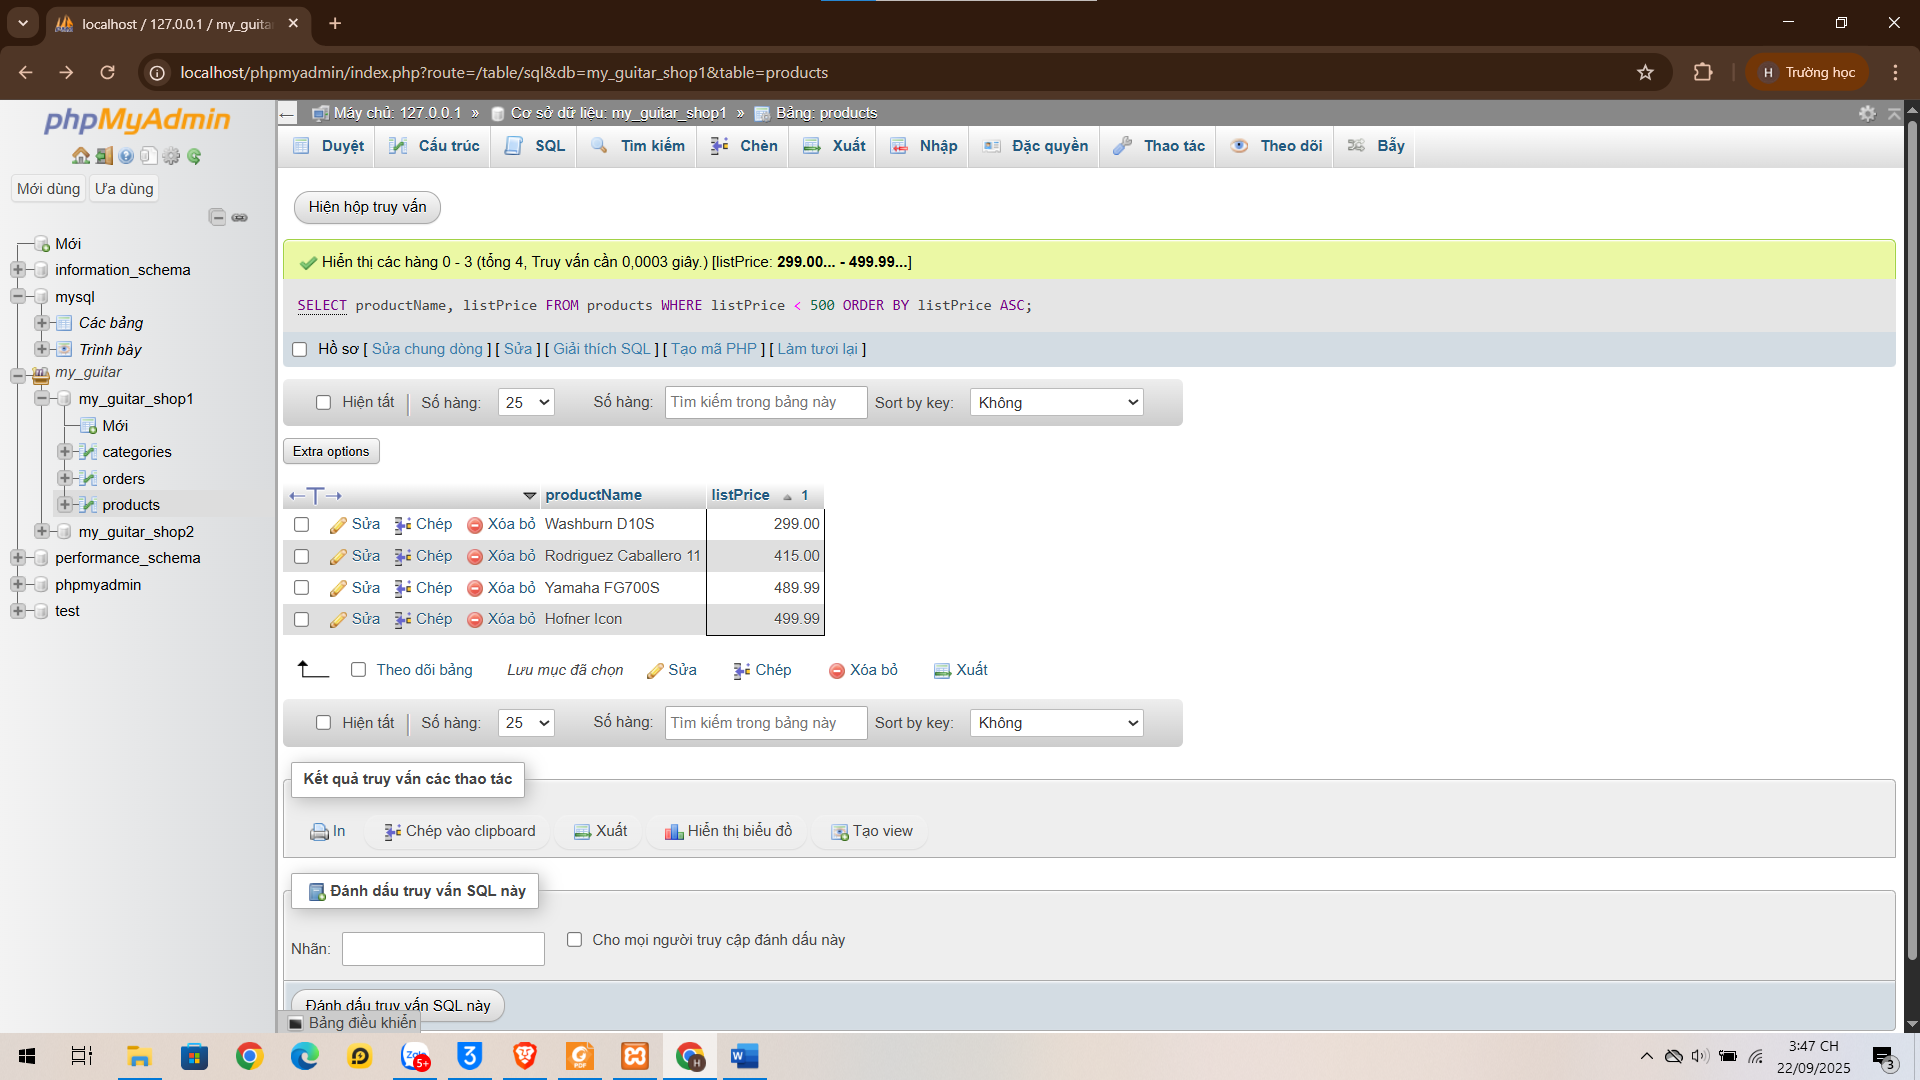 localhost / 127.0.0.1 / my_guita
localhost/phpmyadmin/index.php?route=/table/sql&db=my_guitar_shop1&table=products
H Trường học
phpMyAdmin
Mới dùng Ưa dùng
Mới
information_schema
mysql
Các bảng
Trình bày
my_guitar
my_guitar_shop1
Mới
categories
orders
products
my_guitar_shop2
performance_schema
phpmyadmin
test
Máy chủ: 127.0.0.1 » Cơ sở dữ liệu: my_guitar_shop1 » Bảng: products
Duyệt Cấu trúc SQL Tìm kiếm Chèn Xuất Nhập Đặc quyền Thao tác Theo dõi Bẫy
Hiện hộp truy vấn
Hiển thị các hàng 0 - 3 (tổng 4, Truy vấn cần 0,0003 giây.) [listPrice: 299.00... - 499.99...]
SELECT productName, listPrice FROM products WHERE listPrice < 500 ORDER BY listPrice ASC;
Hồ sơ [ Sửa chung dòng ] [ Sửa ] [ Giải thích SQL ] [ Tạo mã PHP ] [ Làm tươi lại ]
Hiện tất Số hàng: 25 Số hàng: Tìm kiếm trong bảng này Sort by key: Không
Extra options
productName listPrice 1
Sửa Chép Xóa bỏ Washburn D10S 299.00
Sửa Chép Xóa bỏ Rodriguez Caballero 11 415.00
Sửa Chép Xóa bỏ Yamaha FG700S 489.99
Sửa Chép Xóa bỏ Hofner Icon 499.99
Theo dõi bảng Lưu mục đã chọn Sửa Chép Xóa bỏ Xuất
Hiện tất Số hàng: 25 Số hàng: Tìm kiếm trong bảng này Sort by key: Không
Kết quả truy vấn các thao tác
In Chép vào clipboard Xuất Hiển thị biểu đồ Tạo view
Đánh dấu truy vấn SQL này
Nhãn: Cho mọi người truy cập đánh dấu này
Đánh dấu truy vấn SQL này
Bảng điều khiển
Zalo 5+
3
PDF
H
W
3:47 CH
22/09/2025
3